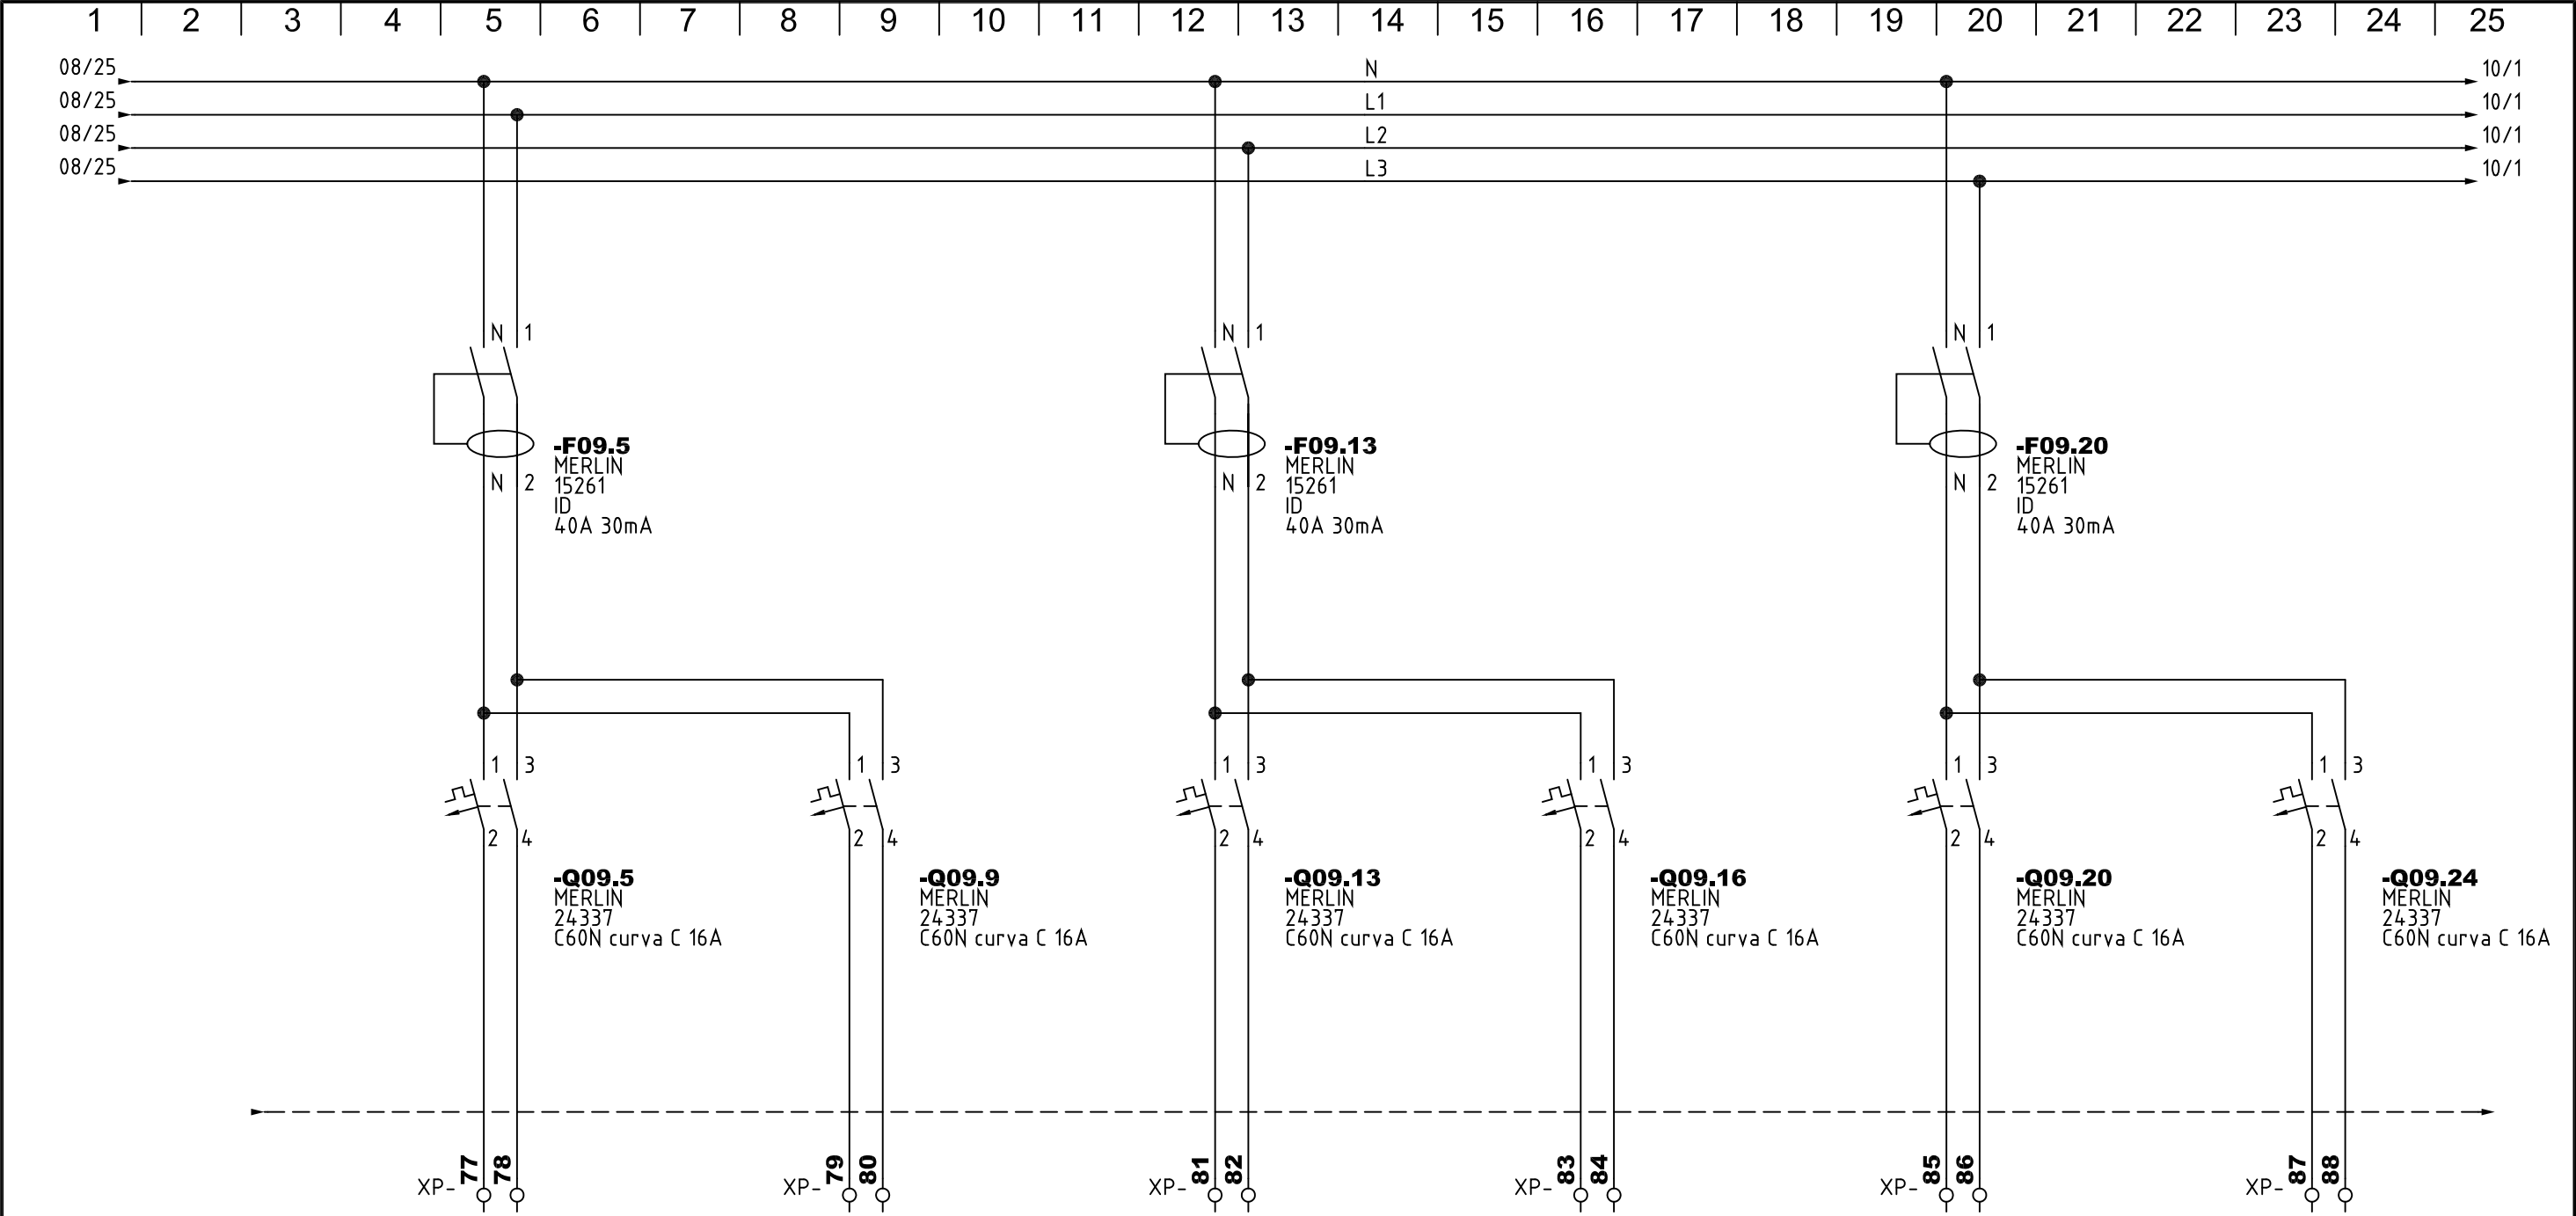 1 2 3 4 5 6 7 8 9 10 11 12 13 14 15 16 17 18 19 20 21 22 23 24 25
08/25 N 10/1
08/25 L1 10/1
08/25 L2 10/1
08/25 L3 10/1
N 1 N 1 N 1
-F09.5
MERLIN
15261
ID
40A 30mA
N 2
-F09.13
MERLIN
15261
ID
40A 30mA
N 2
-F09.20
MERLIN
15261
ID
40A 30mA
N 2
1 3 1 3 1 3 1 3 1 3 1 3
2 4 2 4 2 4 2 4 2 4 2 4
-Q09.5
MERLIN
24337
C60N curva C 16A
-Q09.9
MERLIN
24337
C60N curva C 16A
-Q09.13
MERLIN
24337
C60N curva C 16A
-Q09.16
MERLIN
24337
C60N curva C 16A
-Q09.20
MERLIN
24337
C60N curva C 16A
-Q09.24
MERLIN
24337
C60N curva C 16A
XP- 77 78
XP- 79 80
XP- 81 82
XP- 83 84
XP- 85 86
XP- 87 88